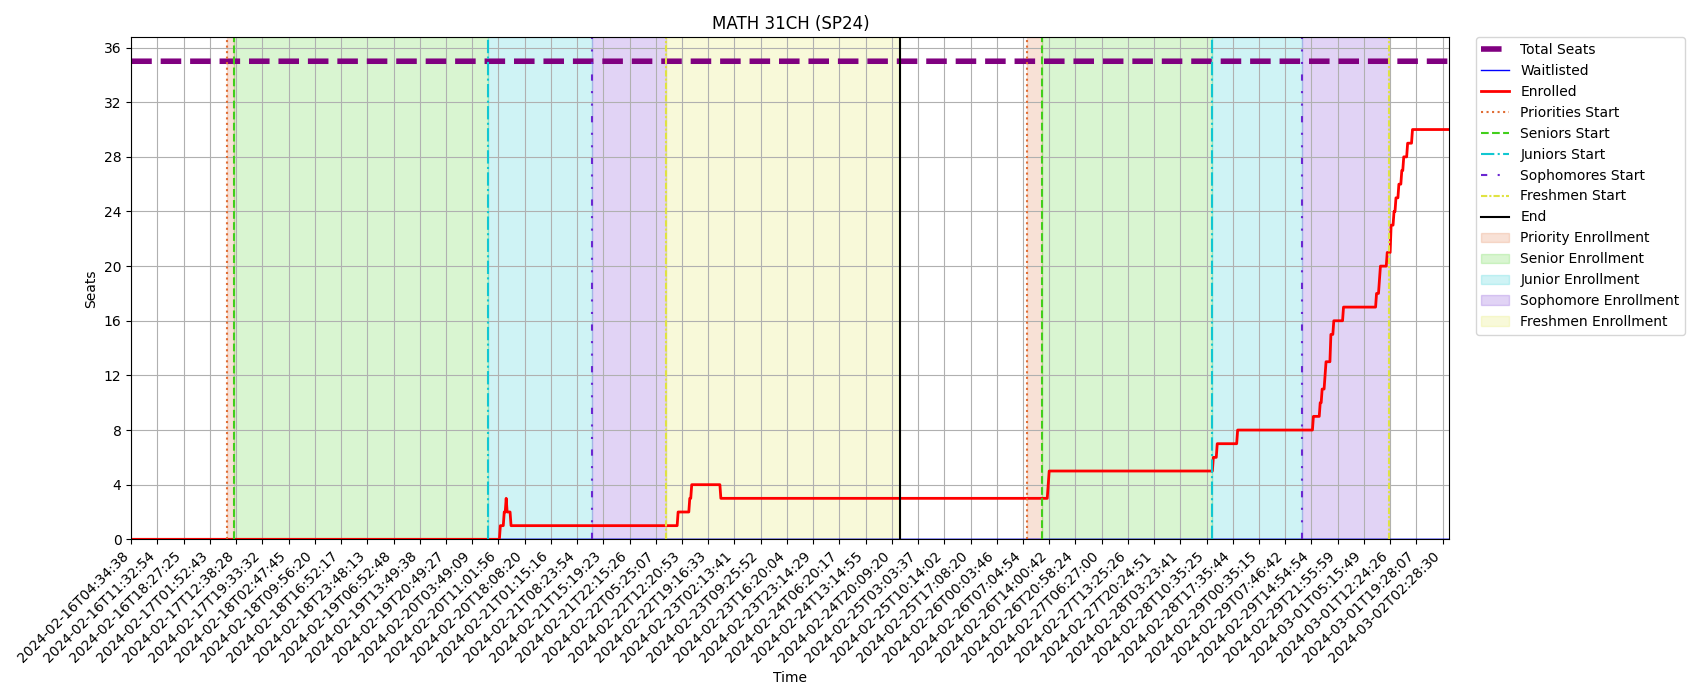 MATH 31CH (SP24)
Seats
36
32
28
24
20
16
12
8
4
0
2024-02-16T04:34:38
2024-02-16T11:32:54
2024-02-16T18:27:25
2024-02-17T01:52:43
2024-02-17T12:38:28
2024-02-17T19:33:32
2024-02-18T02:47:45
2024-02-18T09:56:20
2024-02-18T16:52:17
2024-02-18T23:48:13
2024-02-19T06:52:48
2024-02-19T13:49:38
2024-02-19T20:49:27
2024-02-20T03:49:09
2024-02-20T11:01:56
2024-02-20T18:08:20
2024-02-21T01:15:16
2024-02-21T08:23:54
2024-02-21T15:19:23
2024-02-21T22:15:26
2024-02-22T05:25:07
2024-02-22T12:20:53
2024-02-22T19:16:33
2024-02-23T02:13:41
2024-02-23T09:25:52
2024-02-23T16:20:04
2024-02-23T23:14:29
2024-02-24T06:20:17
2024-02-24T13:14:55
2024-02-24T20:09:20
2024-02-25T03:03:37
2024-02-25T10:14:02
2024-02-25T17:08:20
2024-02-26T00:03:46
2024-02-26T07:04:54
2024-02-26T14:00:42
2024-02-26T20:58:24
2024-02-27T06:27:00
2024-02-27T13:25:26
2024-02-27T20:24:51
2024-02-28T03:23:41
2024-02-28T10:35:25
2024-02-28T17:35:44
2024-02-29T00:35:15
2024-02-29T07:46:42
2024-02-29T14:54:54
2024-02-29T21:55:59
2024-03-01T05:15:49
2024-03-01T12:24:26
2024-03-01T19:28:07
2024-03-02T02:28:30
Time
Total Seats
Waitlisted
Enrolled
Priorities Start
Seniors Start
Juniors Start
Sophomores Start
Freshmen Start
End
Priority Enrollment
Senior Enrollment
Junior Enrollment
Sophomore Enrollment
Freshmen Enrollment